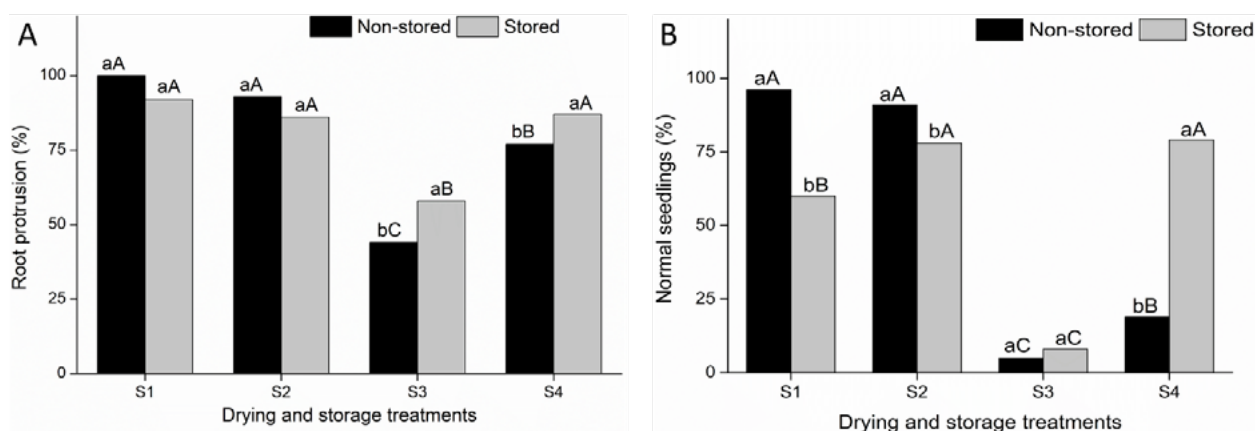 A
Non-stored Stored
Root protrusion (%)
100
75
50
25
0
aA
aA
aA
aA
bC
aB
bB
aA
S1 S2 S3 S4
Drying and storage treatments
B
Non-stored Stored
Normal seedlings (%)
100
75
50
25
0
aA
bB
aA
bA
aC
aC
bB
aA
S1 S2 S3 S4
Drying and storage treatments